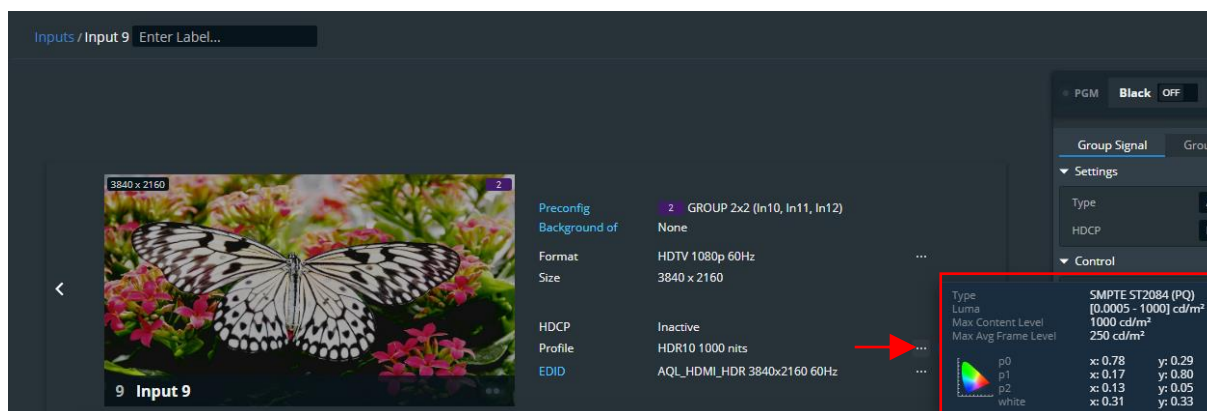 Inputs / Input 9 Enter Label...
PGM Black OFF
Group Signal Grou
Settings
Type
HDCP
Control
3840 x 2160 2
Preconfig 2 GROUP 2x2 (In10, In11, In12)
Background of None
Format HDTV 1080p 60Hz ...
Size 3840 x 2160
HDCP Inactive
Profile HDR10 1000 nits ...
EDID AQL_HDMI_HDR 3840x2160 60Hz ...
9 Input 9
Type SMPTE ST2084 (PQ)
Luma [0.0005 - 1000] cd/m²
Max Content Level 1000 cd/m²
Max Avg Frame Level 250 cd/m²
p0 x: 0.78 y: 0.29
p1 x: 0.17 y: 0.80
p2 x: 0.13 y: 0.05
white x: 0.31 y: 0.33